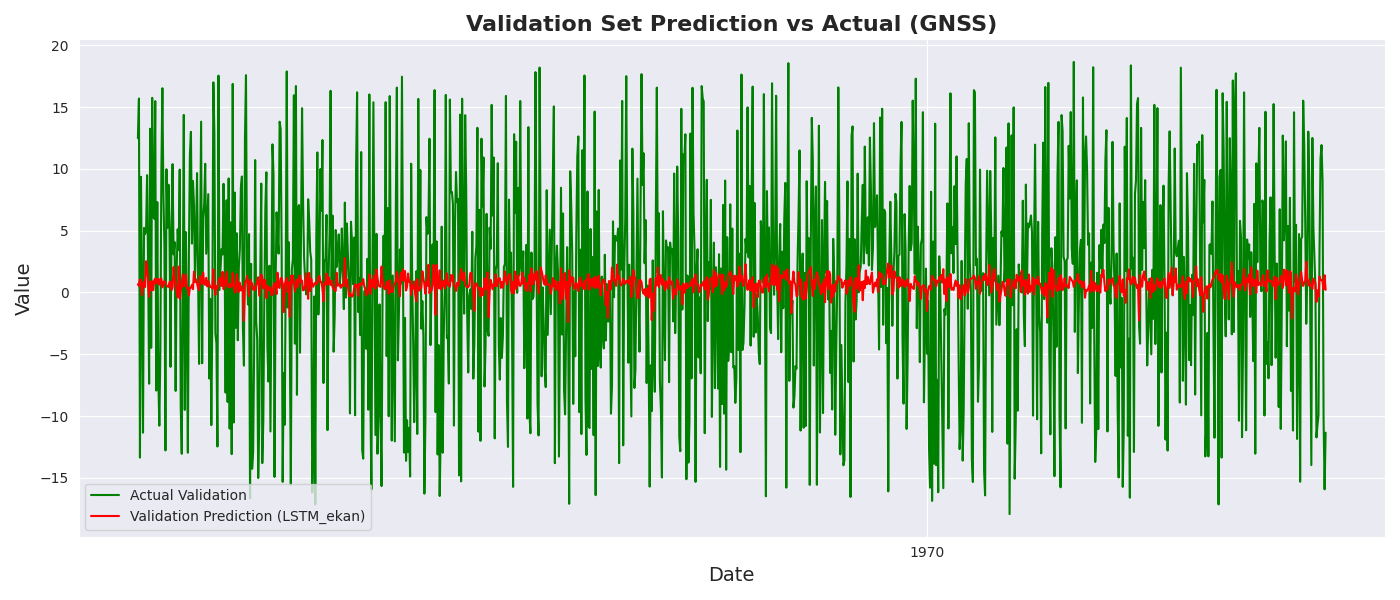 Validation Set Prediction vs Actual (GNSS)
20
15
10
5
0
−5
−10
−15
Value
Actual Validation
Validation Prediction (LSTM_ekan)
1970
Date